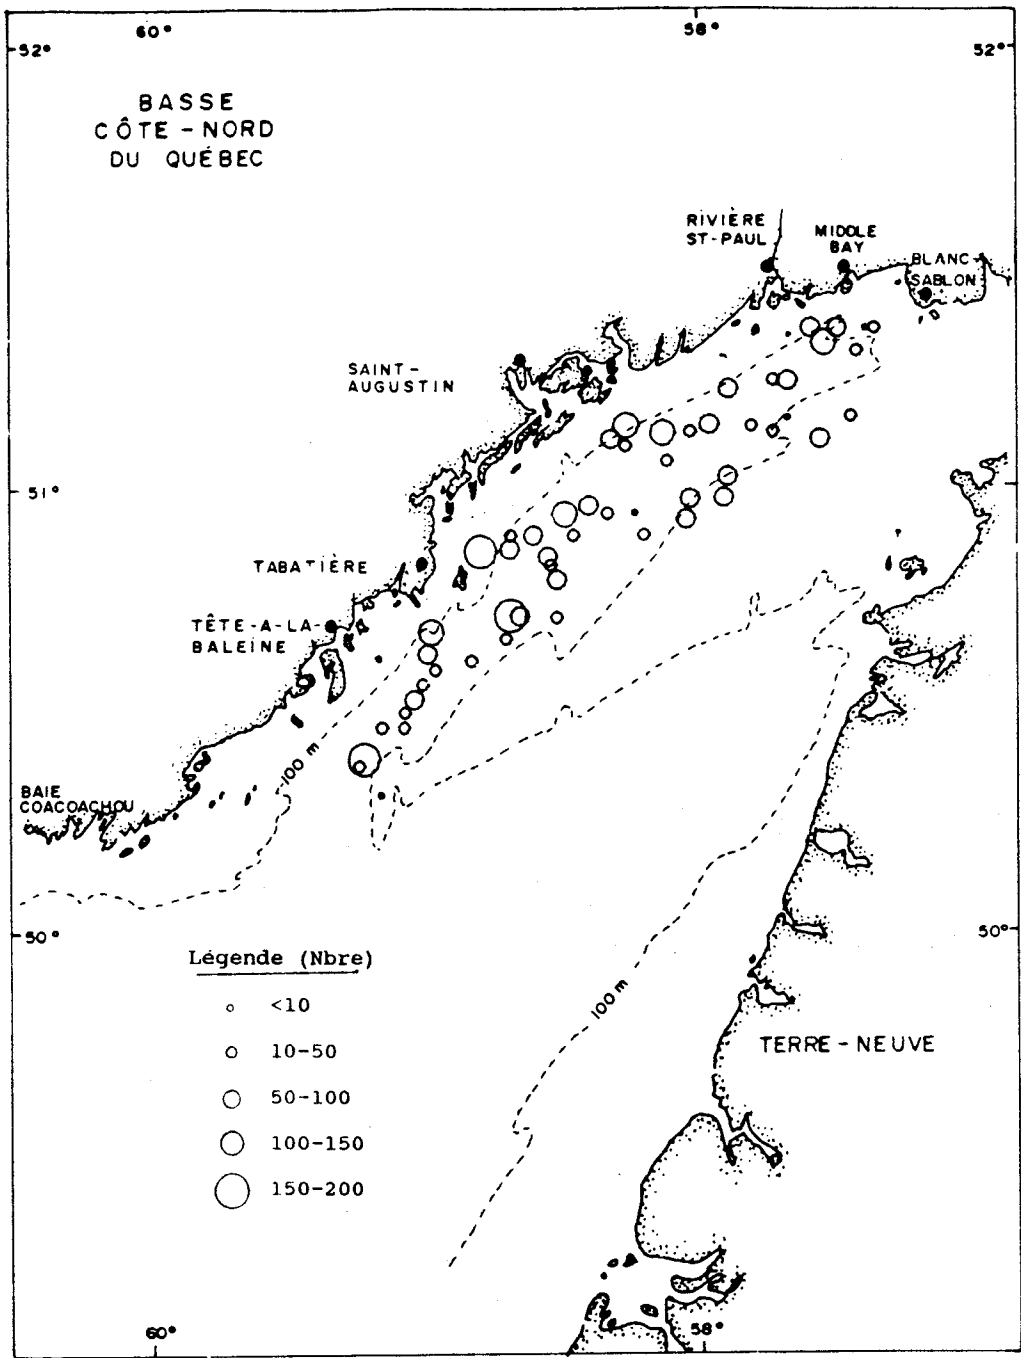 60°
58°
52°
52°
BASSE
CÔTE-NORD
DU QUÉBEC
RIVIÈRE
ST-PAUL
MIDDLE
BAY
BLANC-
SABLON
SAINT-
AUGUSTIN
51°
TABATIÈRE
TÊTE-A-LA-
BALEINE
100 m
BAIE
COACOACHOU
50°
50°
Légende (Nbre)
<10
10-50
50-100
100-150
150-200
100 m
TERRE-NEUVE
60°
58°